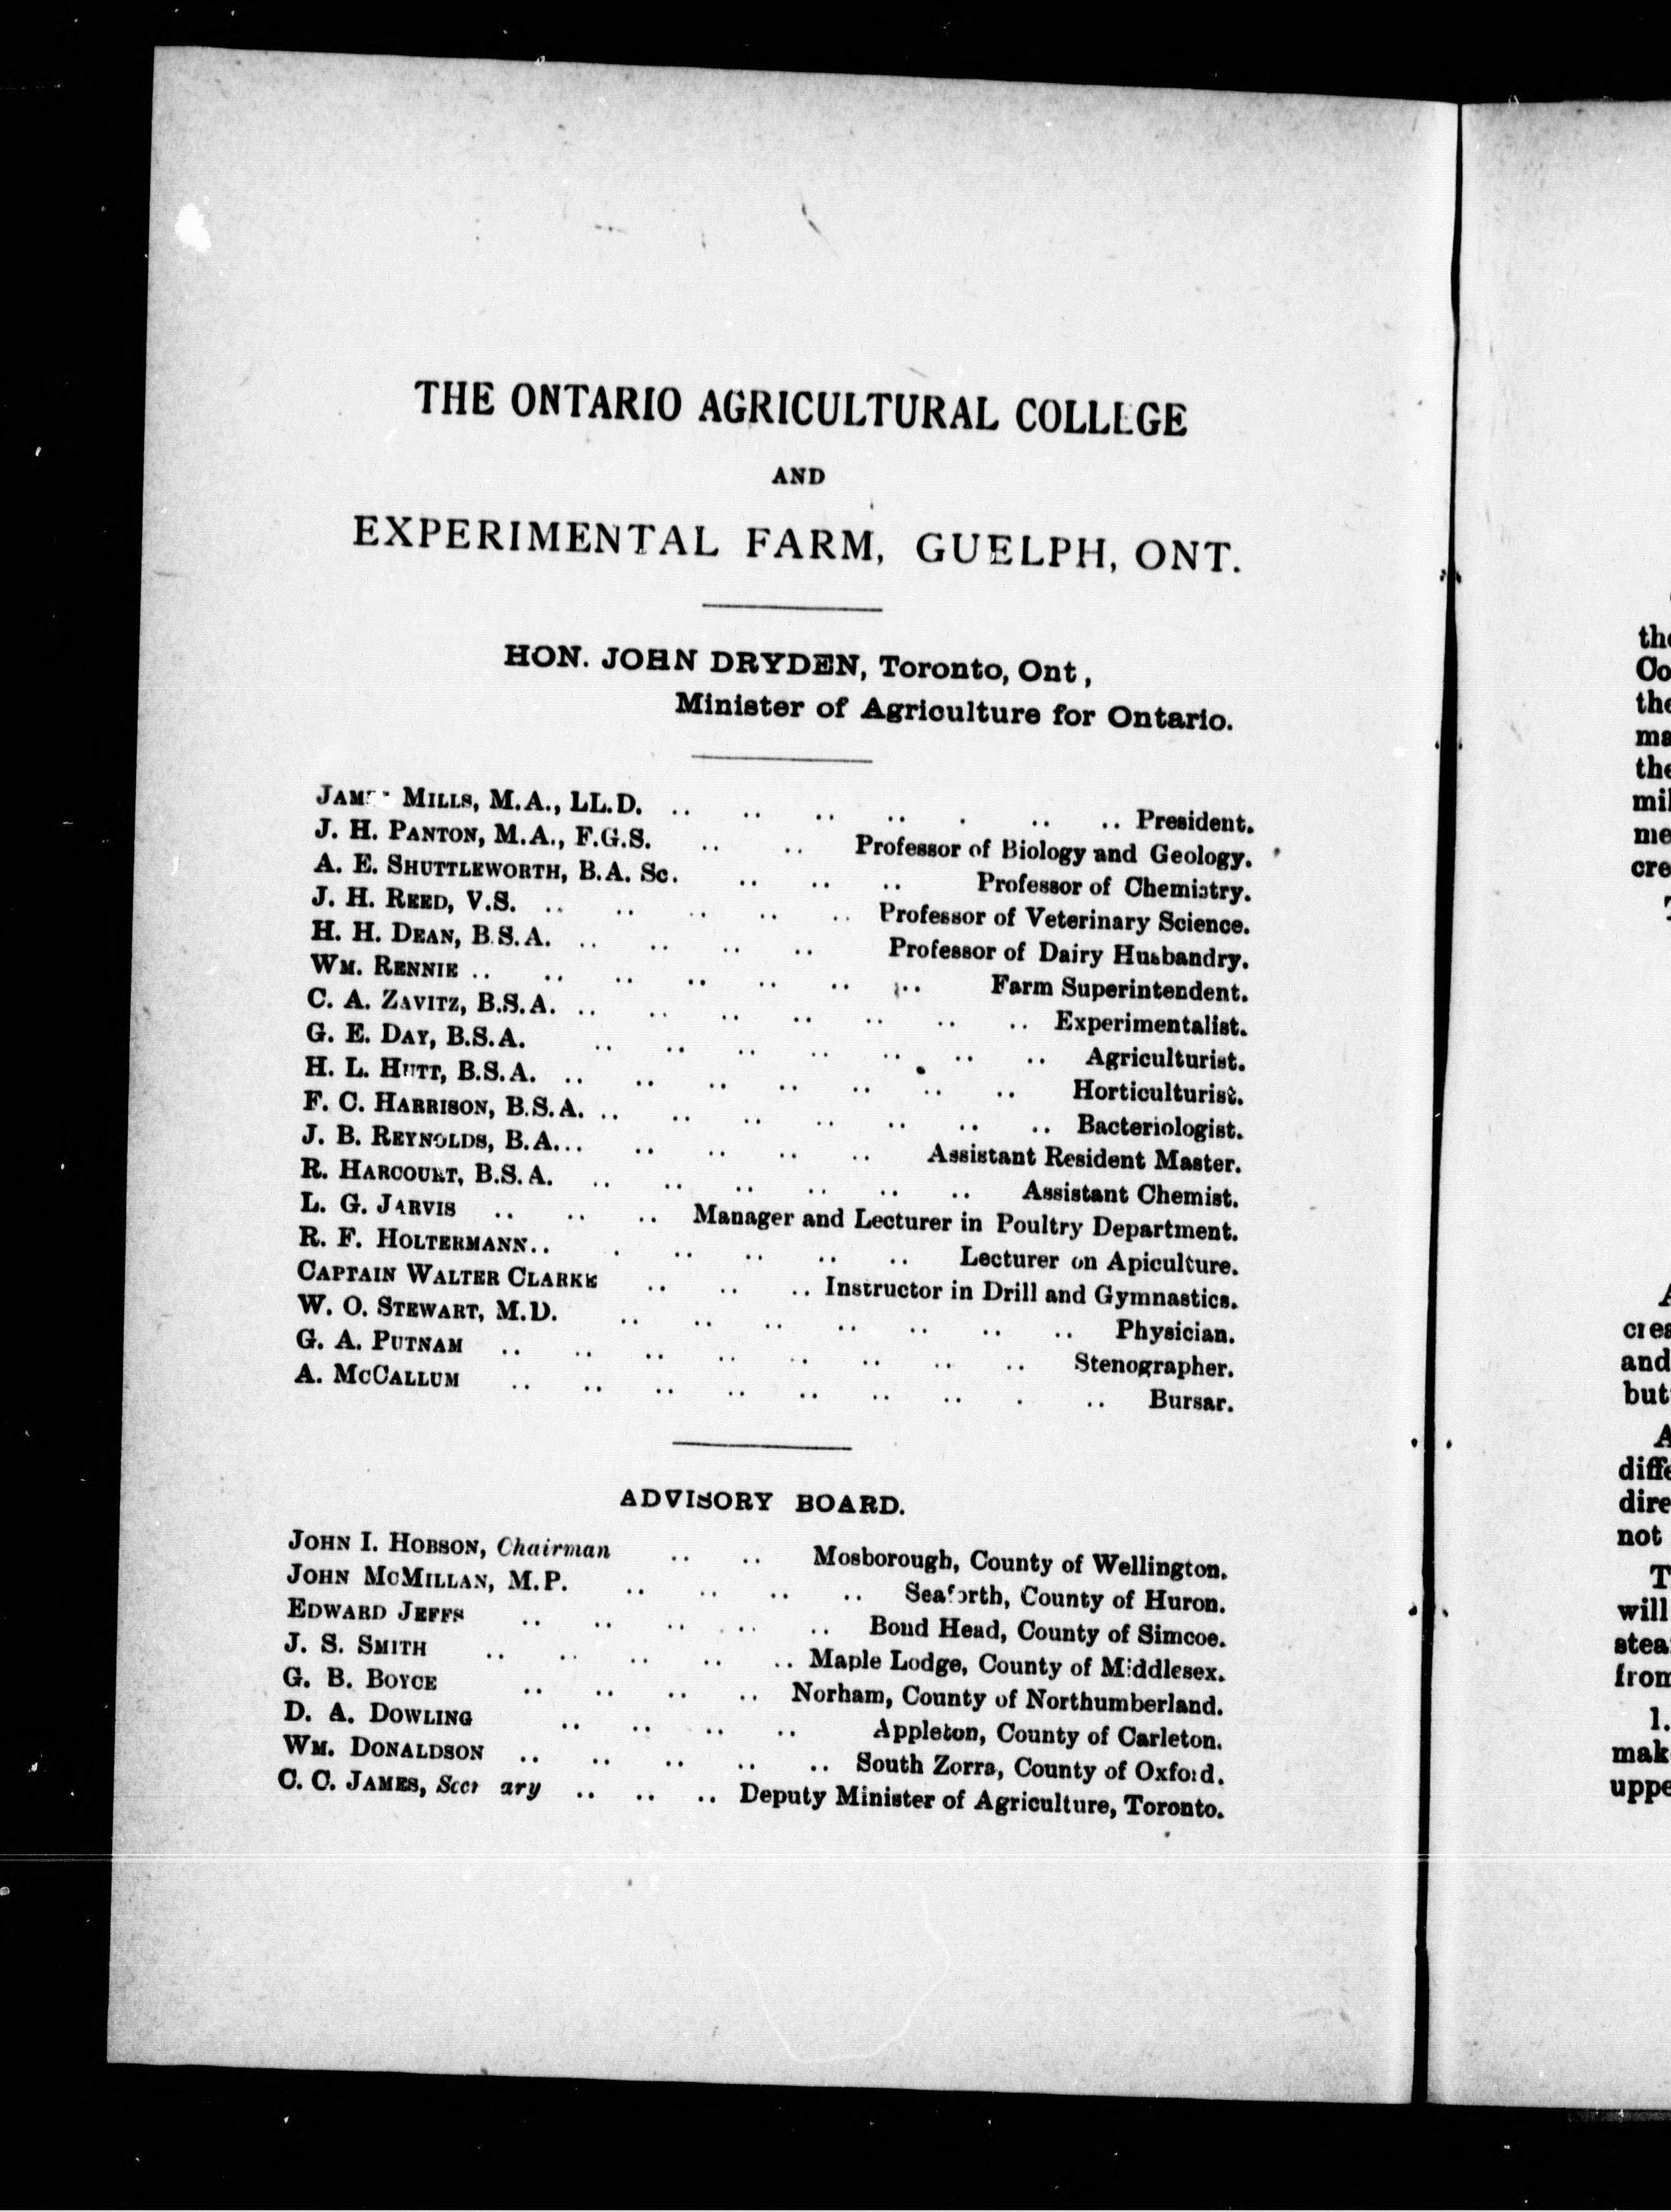 THE ONTARIO AGRICULTURAL COLLEGE
AND
EXPERIMENTAL FARM, GUELPH, ONT.
HON. JOHN DRYDEN, Toronto, Ont,
Minister of Agriculture for Ontario.
JAMES MILLS, M.A., LL.D. .. .. .. .. . .. .. President.
J. H. PANTON, M.A., F.G.S. .. .. Professor of Biology and Geology.
A. E. SHUTTLEWORTH, B.A. Sc. .. .. .. Professor of Chemistry.
J. H. REED, V.S. .. .. .. .. .. Professor of Veterinary Science.
H. H. DEAN, B.S.A. .. .. .. .. Professor of Dairy Husbandry.
WM. RENNIE .. .. .. .. .. .. .. Farm Superintendent.
C. A. ZAVITZ, B.S.A. .. .. .. .. .. .. .. Experimentalist.
G. E. DAY, B.S.A. .. .. .. .. .. .. .. Agriculturist.
H. L. HUTT, B.S.A. .. .. .. .. .. .. .. Horticulturist.
F. C. HARRISON, B.S.A. .. .. .. .. .. .. .. Bacteriologist.
J. B. REYNOLDS, B.A... .. .. .. .. Assistant Resident Master.
R. HARCOURT, B.S.A. .. .. .. .. .. .. Assistant Chemist.
L. G. JARVIS .. .. .. Manager and Lecturer in Poultry Department.
R. F. HOLTERMANN.. . .. .. .. .. Lecturer on Apiculture.
CAPTAIN WALTER CLARKE .. .. .. Instructor in Drill and Gymnastics.
W. O. STEWART, M.D. .. .. .. .. .. .. .. Physician.
G. A. PUTNAM .. .. .. .. .. .. .. .. Stenographer.
A. MCCALLUM .. .. .. .. .. .. .. . .. Bursar.
ADVISORY BOARD.
JOHN I. HOBSON, Chairman .. .. Mosborough, County of Wellington.
JOHN MCMILLAN, M.P. .. .. .. .. Seaforth, County of Huron.
EDWARD JEFFS .. .. .. .. .. Bond Head, County of Simcoe.
J. S. SMITH .. .. .. .. .. Maple Lodge, County of Middlesex.
G. B. BOYCE .. .. .. .. Norham, County of Northumberland.
D. A. DOWLING .. .. .. .. Appleton, County of Carleton.
WM. DONALDSON .. .. .. .. .. South Zorra, County of Oxford.
C. C. JAMES, Secretary .. .. .. Deputy Minister of Agriculture, Toronto.